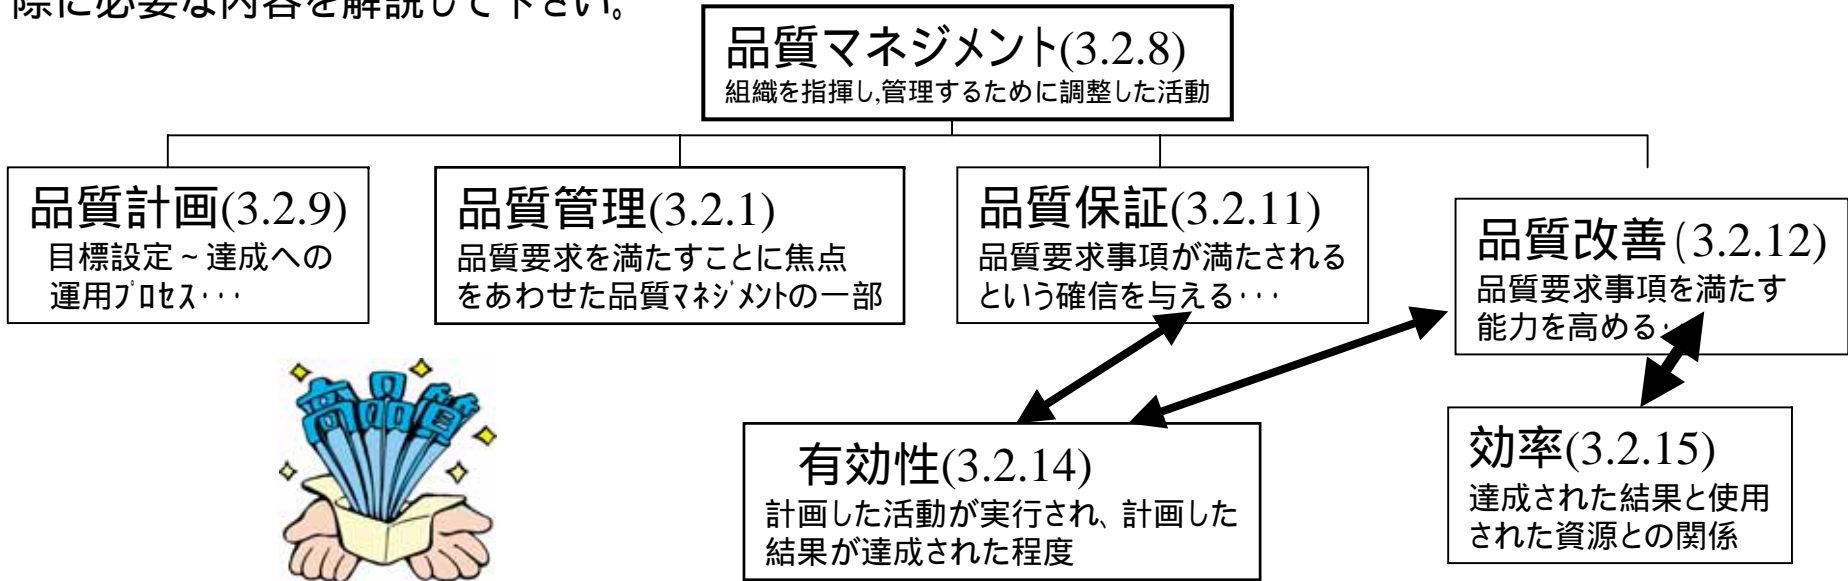 際に必要な内容を解説して下さい。
品質マネジメント(3.2.8)
組織を指揮し,管理するために調整した活動
品質計画(3.2.9)
目標設定~達成への
運用プロセス・・・
品質管理(3.2.1)
品質要求を満たすことに焦点
をあわせた品質マネジメントの一部
品質保証(3.2.11)
品質要求事項が満たされる
という確信を与える・・・
品質改善(3.2.12)
品質要求事項を満たす
能力を高める・・
有効性(3.2.14)
計画した活動が実行され、計画した
結果が達成された程度
効率(3.2.15)
達成された結果と使用
された資源との関係